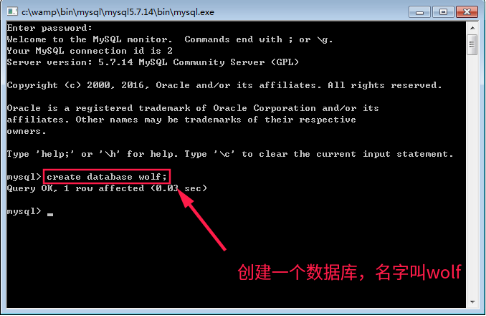 c:\wamp\bin\mysql\mysql5.7.14\bin\mysql.exe
Enter password:
Welcome to the MySQL monitor.  Commands end with ; or \g.
Your MySQL connection id is 2
Server version: 5.7.14 MySQL Community Server (GPL)
Copyright (c) 2000, 2016, Oracle and/or its affiliates. All rights reserved.
Oracle is a registered trademark of Oracle Corporation and/or its
affiliates. Other names may be trademarks of their respective
owners.
Type 'help;' or '\h' for help. Type '\c' to clear the current input statement.
mysql> create database wolf;
Query OK, 1 row affected (0.03 sec)
mysql> _
创建一个数据库，名字叫wolf